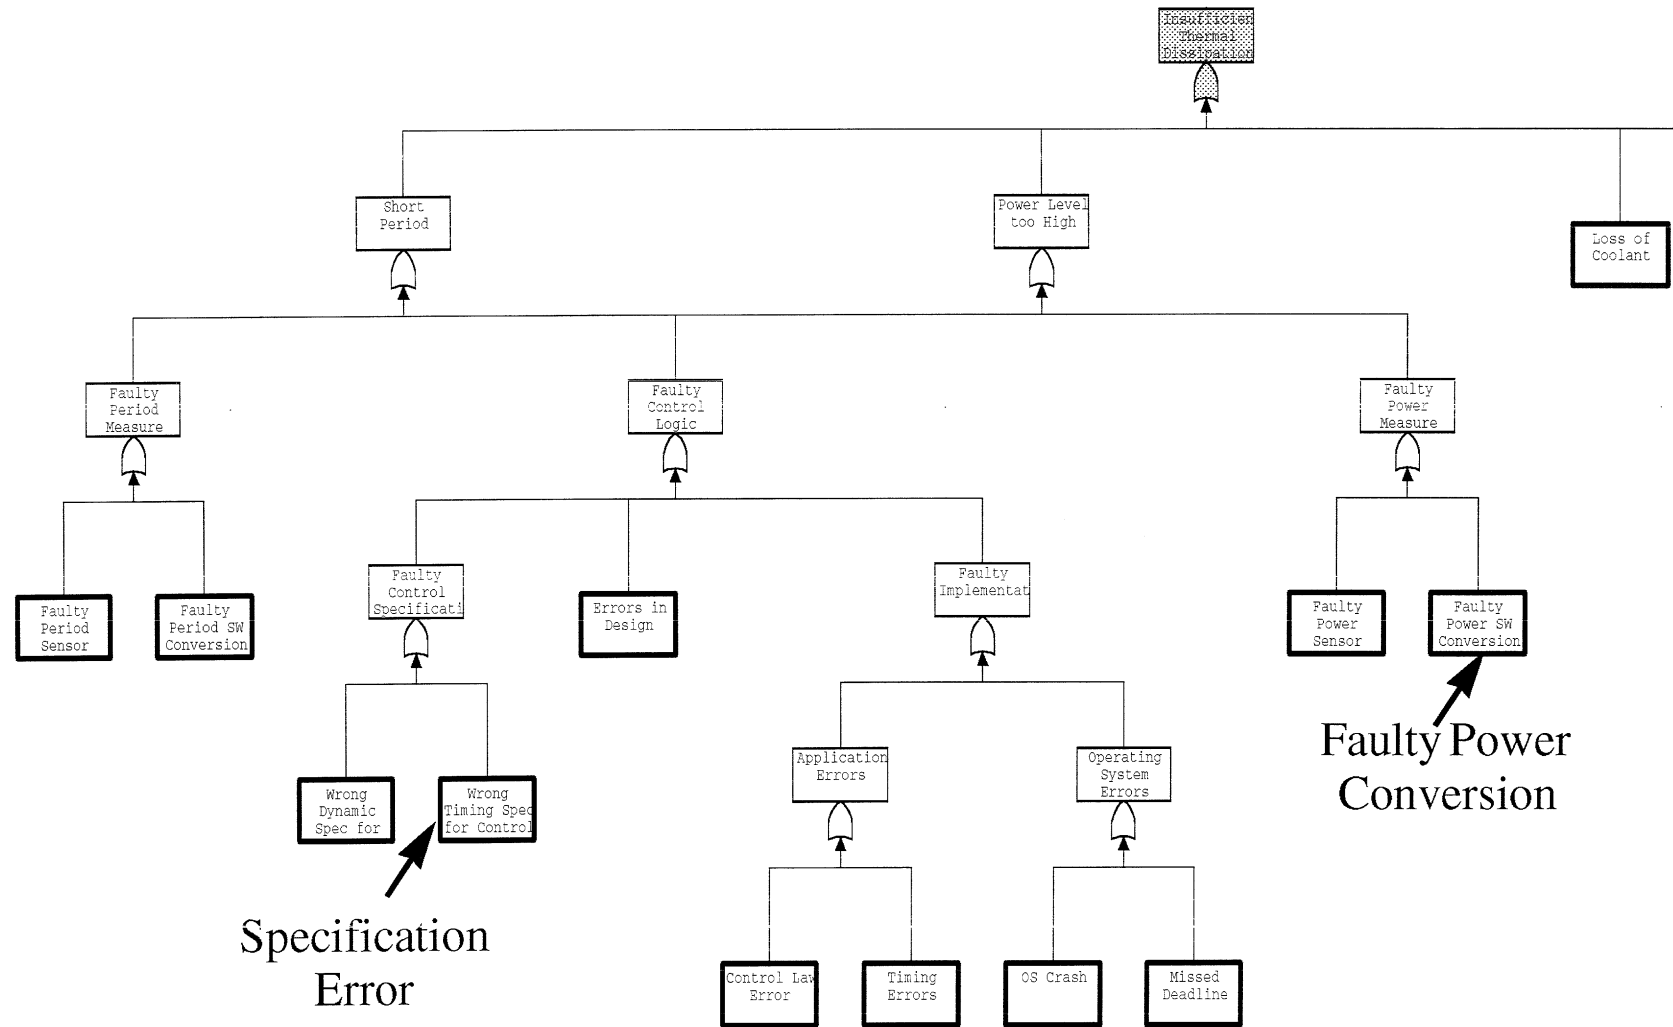 Insufficien
Thermal
Dissipation
Short
Period
Power Level
too High
Loss of
Coolant
Faulty
Period
Measure
Faulty
Control
Logic
Faulty
Power
Measure
Faulty
Control
Specificati
Faulty
Implementat
Faulty
Period
Sensor
Faulty
Period SW
Conversion
Errors in
Design
Faulty
Power
Sensor
Faulty
Power SW
Conversion
Faulty Power
Conversion
Application
Errors
Operating
System
Errors
Wrong
Dynamic
Spec for
Wrong
Timing Spec
for Control
Specification
Error
Control Law
Error
Timing
Errors
OS Crash
Missed
Deadline